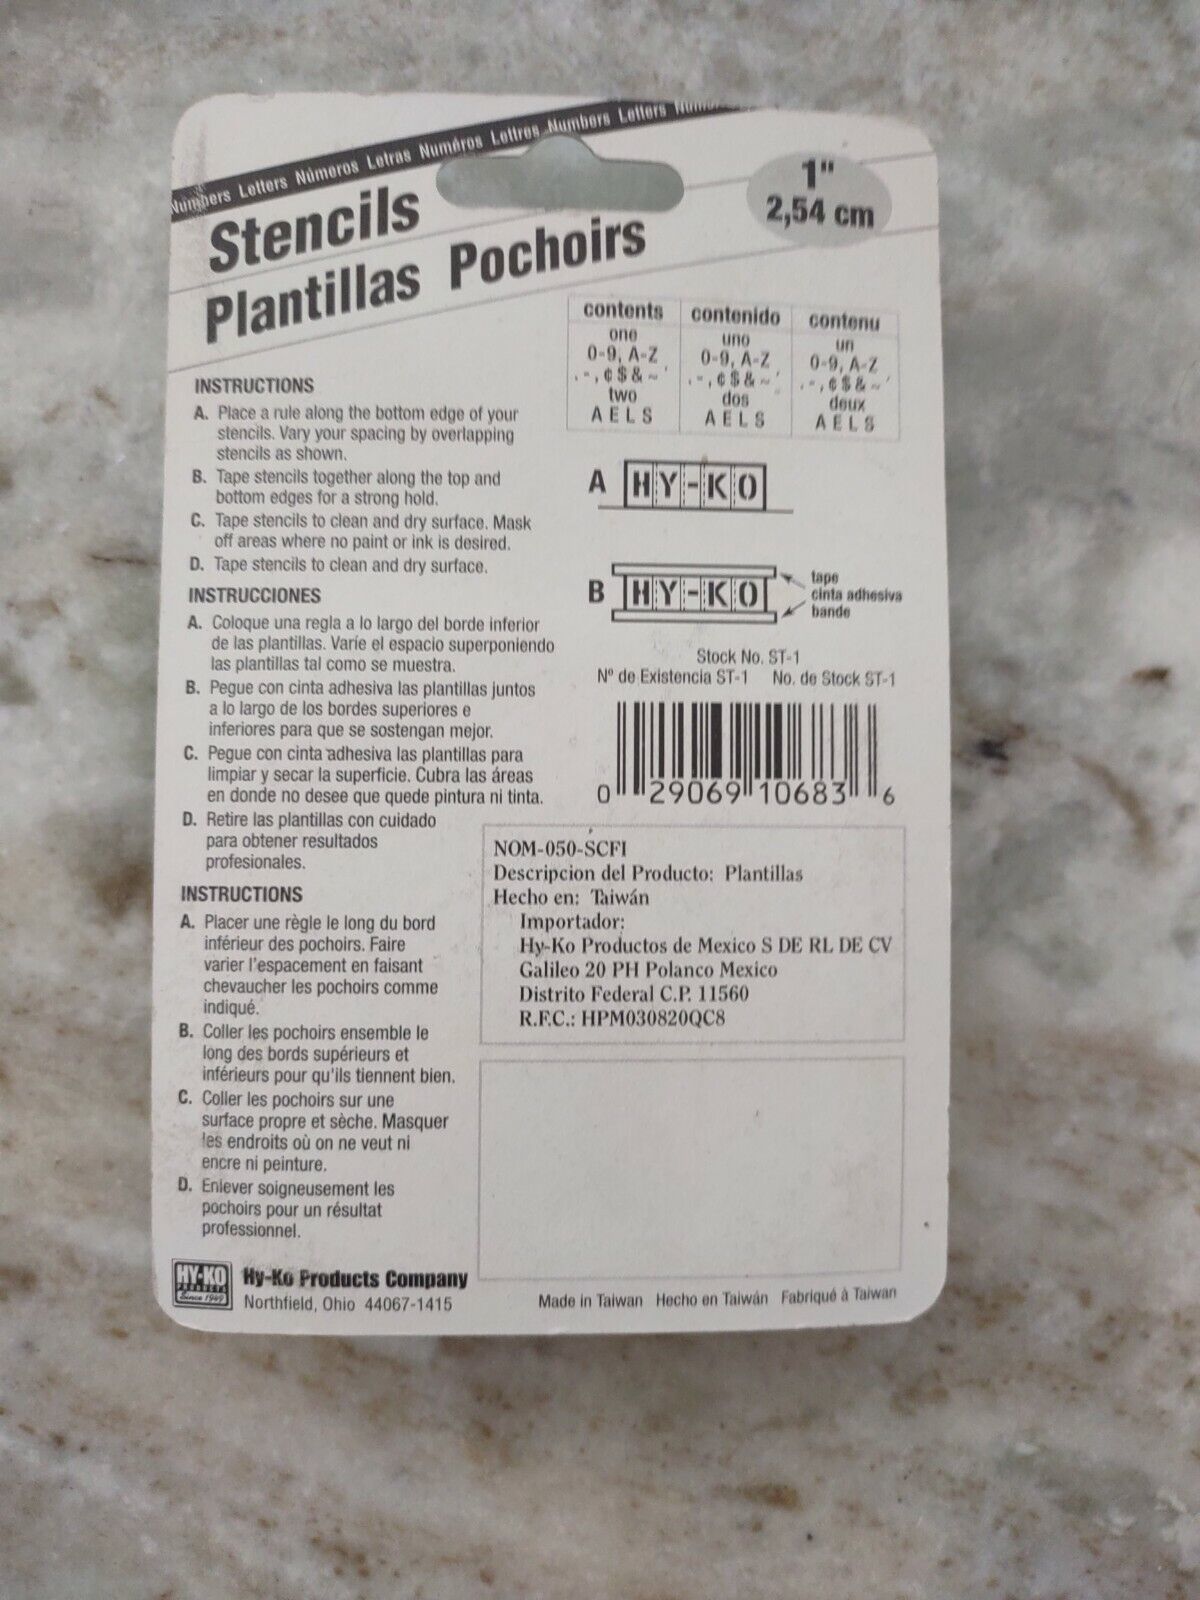 Numbers Letters Números Letras Numéros Lettres Numbers Letters
Stencils
Plantillas Pochoirs
1"
2,54 cm
contents
one
0-9, A-Z
. - , ¢ $ & ~ '
two
A E L S
contenido
uno
0-9, A-Z
. - , ¢ $ & ~ '
dos
A E L S
contenu
un
0-9, A-Z
. - , ¢ $ & ~ '
deux
A E L S
INSTRUCTIONS
A. Place a rule along the bottom edge of your
stencils. Vary your spacing by overlapping
stencils as shown.
B. Tape stencils together along the top and
bottom edges for a strong hold.
C. Tape stencils to clean and dry surface. Mask
off areas where no paint or ink is desired.
D. Tape stencils to clean and dry surface.
INSTRUCCIONES
A. Coloque una regla a lo largo del borde inferior
de las plantillas. Varíe el espacio superponiendo
las plantillas tal como se muestra.
B. Pegue con cinta adhesiva las plantillas juntos
a lo largo de los bordes superiores e
inferiores para que se sostengan mejor.
C. Pegue con cinta adhesiva las plantillas para
limpiar y secar la superficie. Cubra las áreas
en donde no desee que quede pintura ni tinta.
D. Retire las plantillas con cuidado
para obtener resultados
profesionales.
INSTRUCTIONS
A. Placer une règle le long du bord
inférieur des pochoirs. Faire
varier l'espacement en faisant
chevaucher les pochoirs comme
indiqué.
B. Coller les pochoirs ensemble le
long des bords supérieurs et
inférieurs pour qu'ils tiennent bien.
C. Coller les pochoirs sur une
surface propre et sèche. Masquer
les endroits où on ne veut ni
encre ni peinture.
D. Enlever soigneusement les
pochoirs pour un résultat
professionnel.
A HY-KO
B HY-KO
tape
cinta adhesiva
bande
Stock No. ST-1
Nº de Existencia ST-1 No. de Stock ST-1
0 29069 10683 6
NOM-050-SCFI
Descripcion del Producto: Plantillas
Hecho en: Taiwán
Importador:
Hy-Ko Productos de Mexico S DE RL DE CV
Galileo 20 PH Polanco Mexico
Distrito Federal C.P. 11560
R.F.C.: HPM030820QC8
HY-KO
PRODUCTS
Since 1949
Hy-Ko Products Company
Northfield, Ohio 44067-1415
Made in Taiwan Hecho en Taiwán Fabriqué à Taiwan